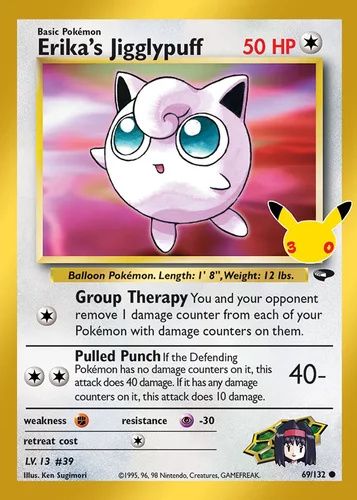 Basic Pokémon
Erika's Jigglypuff 50 HP
3 0
Balloon Pokémon. Length: 1' 8", Weight: 12 lbs.
Group Therapy You and your opponent
remove 1 damage counter from each of your
Pokémon with damage counters on them.
Pulled Punch If the Defending
Pokémon has no damage counters on it, this
attack does 40 damage. If it has any damage
counters on it, this attack does 10 damage.
40-
weakness resistance -30
retreat cost
LV. 13 #39
Illus. Ken Sugimori ©1995, 96, 98 Nintendo, Creatures, GAMEFREAK. 69/132